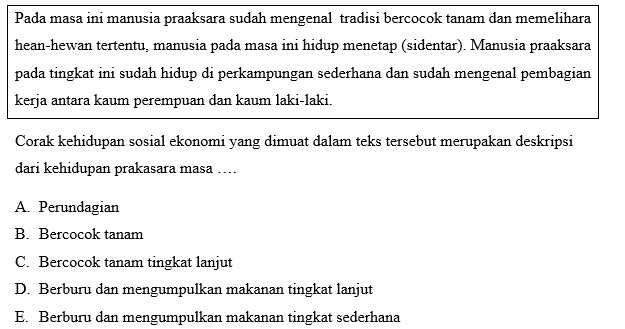 Pada masa ini manusia praaksara sudah mengenal tradisi bercocok tanam dan memelihara
hean-hewan tertentu, manusia pada masa ini hidup menetap (sidentar). Manusia praaksara
pada tingkat ini sudah hidup di perkampungan sederhana dan sudah mengenal pembagian
kerja antara kaum perempuan dan kaum laki-laki.
Corak kehidupan sosial ekonomi yang dimuat dalam teks tersebut merupakan deskripsi
dari kehidupan prakasara masa ....
A. Perundagian
B. Bercocok tanam
C. Bercocok tanam tingkat lanjut
D. Berburu dan mengumpulkan makanan tingkat lanjut
E. Berburu dan mengumpulkan makanan tingkat sederhana